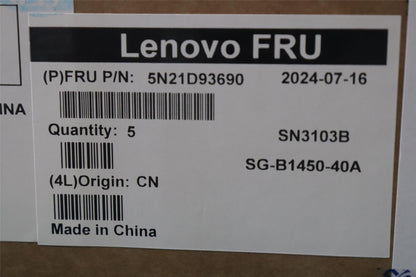 Lenovo FRU
(P)FRU P/N: 5N21D93690 2024-07-16
INA
Quantity: 5 SN3103B
SG-B1450-40A
(4L)Origin: CN
Made in China